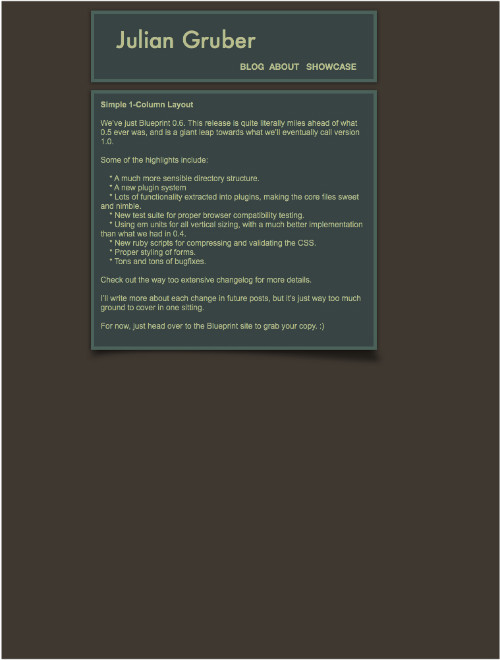 Julian Gruber
BLOG ABOUT SHOWCASE
Simple 1-Column Layout
We've just Blueprint 0.6. This release is quite literally miles ahead of what
0.5 ever was, and is a giant leap towards what we'll eventually call version
1.0.
Some of the highlights include:
* A much more sensible directory structure.
* A new plugin system
* Lots of functionality extracted into plugins, making the core files sweet
and nimble.
* New test suite for proper browser compatibility testing.
* Using em units for all vertical sizing, with a much better implementation
than what we had in 0.4.
* New ruby scripts for compressing and validating the CSS.
* Proper styling of forms.
* Tons and tons of bugfixes.
Check out the way too extensive changelog for more details.
I'll write more about each change in future posts, but it's just way too much
ground to cover in one sitting.
For now, just head over to the Blueprint site to grab your copy. :)